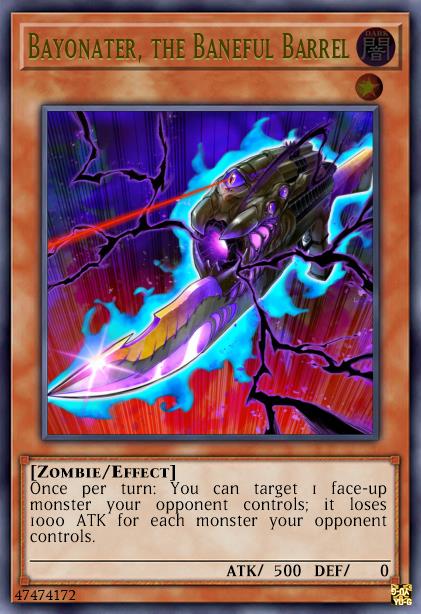 BAYONATER, THE BANEFUL BARREL
DARK
闇
[ZOMBIE/EFFECT]
Once per turn: You can target 1 face-up
monster your opponent controls; it loses
1000 ATK for each monster your opponent
controls.
ATK/ 500 DEF/ 0
47474172